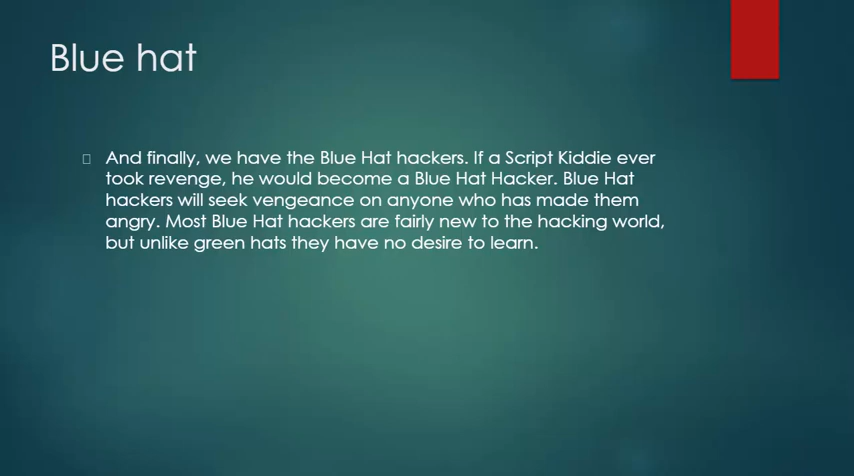 Blue hat
And finally, we have the Blue Hat hackers. If a Script Kiddie ever
took revenge, he would become a Blue Hat Hacker. Blue Hat
hackers will seek vengeance on anyone who has made them
angry. Most Blue Hat hackers are fairly new to the hacking world,
but unlike green hats they have no desire to learn.